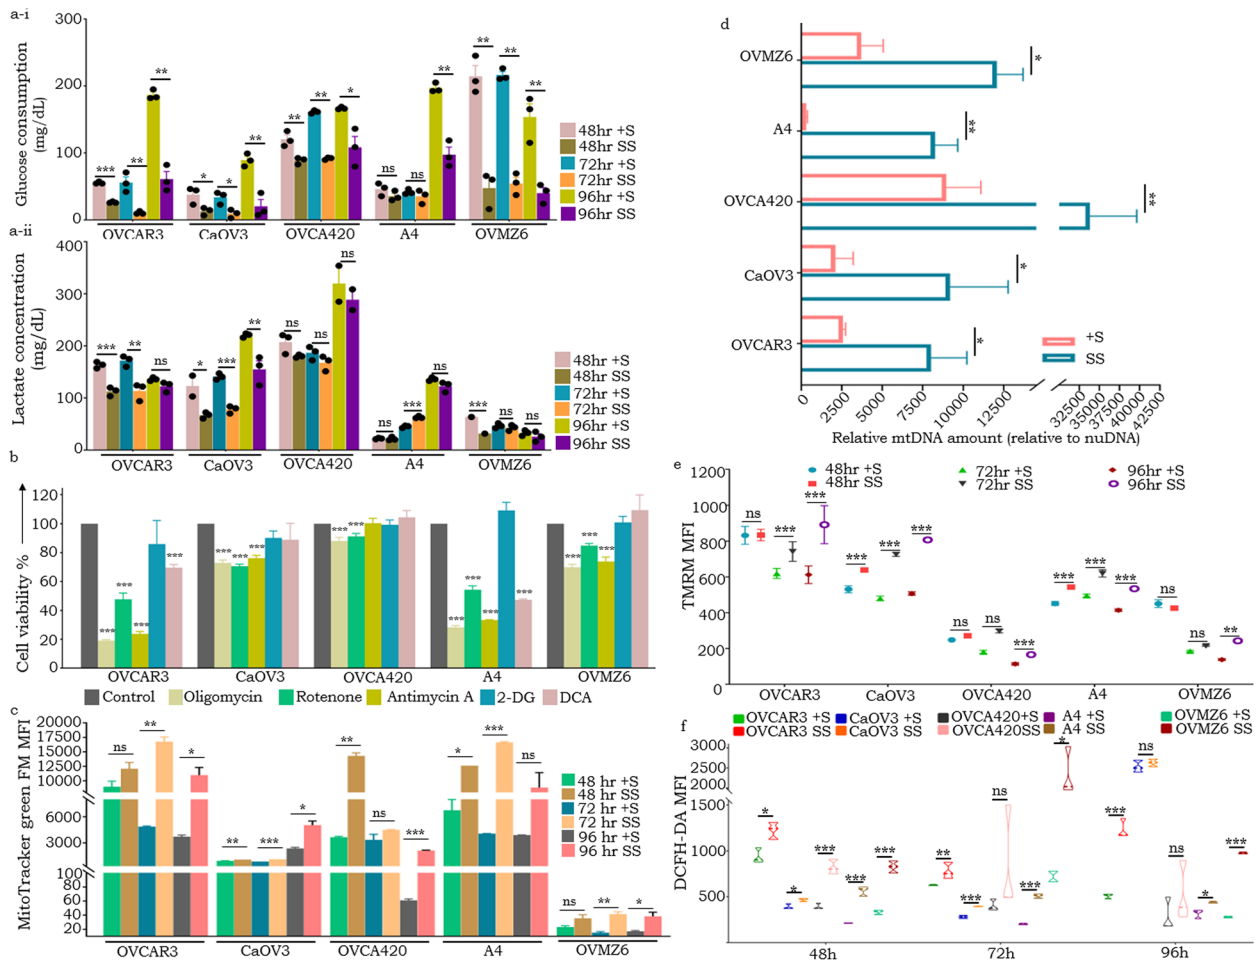 a-i
Glucose consumption
(mg/dL)
300
200
100
0
*** ** ** * * ** ** ** * ns ns ** ** ** **
OVCAR3 CaOV3 OVCA420 A4 OVMZ6
48hr +S
48hr SS
72hr +S
72hr SS
96hr +S
96hr SS
a-ii
Lactate concentration
(mg/dL)
400
300
200
100
0
*** ** ns * *** ** ns ns ns ns *** ns *** ns ns
OVCAR3 CaOV3 OVCA420 A4 OVMZ6
48hr +S
48hr SS
72hr +S
72hr SS
96hr +S
96hr SS
b
Cell viability %
120
100
80
60
40
20
0
*** *** *** *** *** *** *** *** *** *** *** *** *** *** *** ***
OVCAR3 CaOV3 OVCA420 A4 OVMZ6
Control Oligomycin Rotenone Antimycin A 2-DG DCA
c
MitoTracker green FM MFI
20000
17500
15000
12500
10000
6000
3000
100
80
60
40
20
ns ** * ** *** * ** ns *** * *** ns ns ** *
OVCAR3 CaOV3 OVCA420 A4 OVMZ6
48 hr +S
48 hr SS
72 hr +S
72 hr SS
96 hr +S
96 hr SS
d
OVMZ6
A4
OVCA420
CaOV3
OVCAR3
*
**
**
*
*
+S
SS
0 2500 5000 7500 10000 12500 32500 35000 37500 40000 42500
Relative mtDNA amount (relative to nuDNA)
e
TMRM MFI
1200
1000
800
600
400
200
0
48hr +S 72hr +S 96hr +S
48hr SS 72hr SS 96hr SS
ns *** *** *** *** *** ns ns *** *** *** *** ns ns **
OVCAR3 CaOV3 OVCA420 A4 OVMZ6
f
OVCAR3 +S CaOV3 +S OVCA420+S A4 +S OVMZ6 +S
OVCAR3 SS CaOV3 SS OVCA420SS A4 SS OVMZ6 SS
DCFH-DA MFI
3000
2500
2000
1500
1000
500
* * *** *** *** ** *** ns *** * *** ns ns * ***
48h 72h 96h